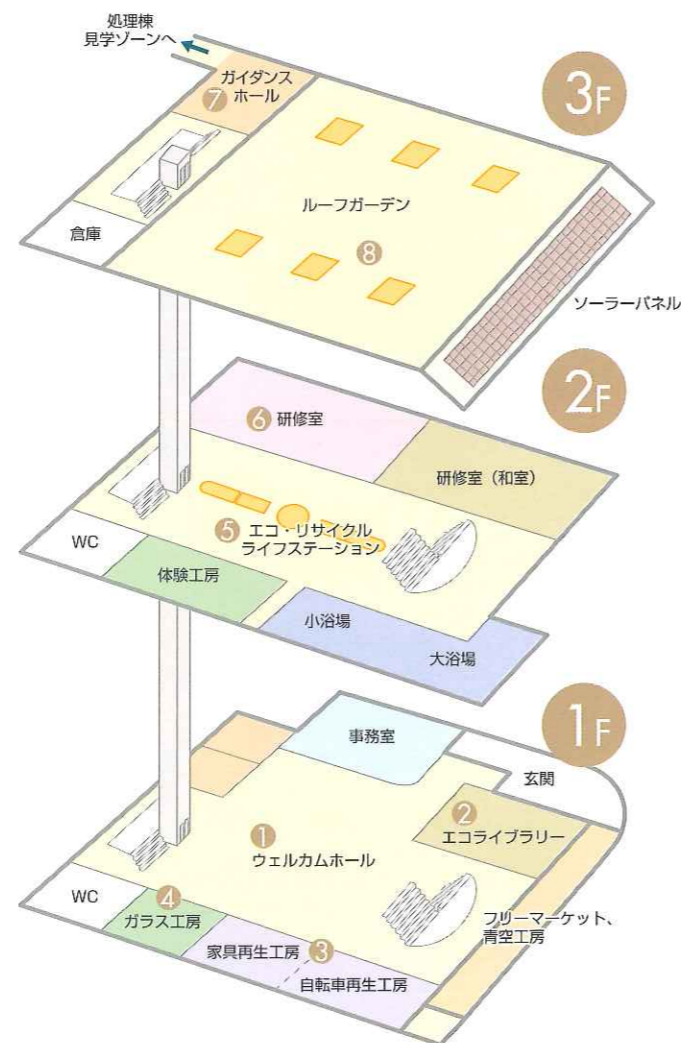 処理棟
見学ゾーンへ
ガイダンス
ホール
7
3F
ルーフガーデン
8
倉庫
ソーラーパネル
2F
6 研修室
研修室（和室）
5 エコ・リサイクル
ライフステーション
WC
体験工房
小浴場
大浴場
1F
事務室
玄関
2
エコライブラリー
1
ウェルカムホール
WC
4
ガラス工房
フリーマーケット、
青空工房
家具再生工房 3
自転車再生工房